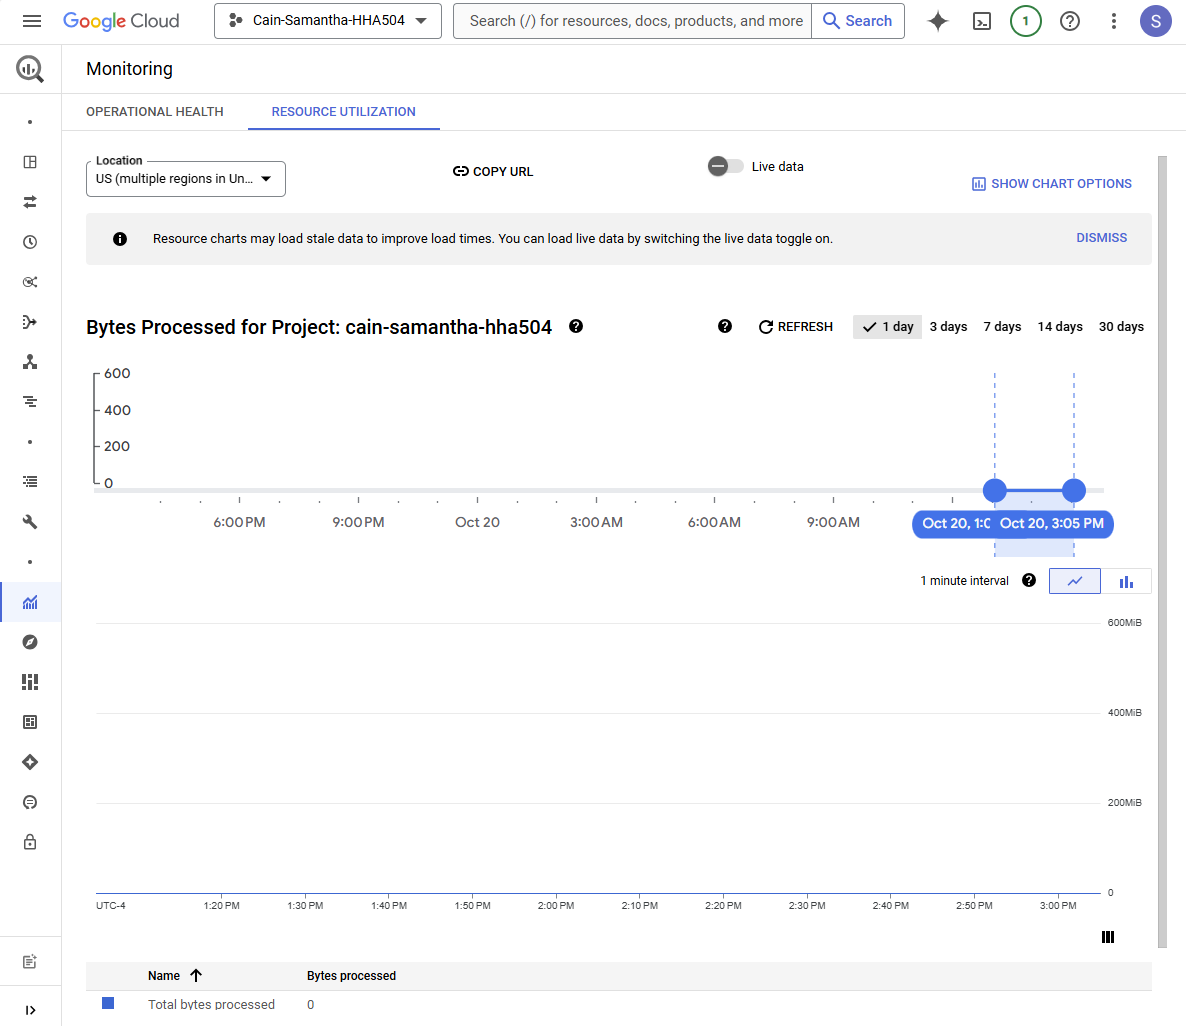 Google Cloud
Cain-Samantha-HHA504
Search (/) for resources, docs, products, and more
Search
1
S
Monitoring
OPERATIONAL HEALTH
RESOURCE UTILIZATION
Location
US (multiple regions in Un...
COPY URL
Live data
SHOW CHART OPTIONS
Resource charts may load stale data to improve load times. You can load live data by switching the live data toggle on.
DISMISS
Bytes Processed for Project: cain-samantha-hha504
REFRESH
1 day
3 days
7 days
14 days
30 days
600
400
200
0
6:00 PM
9:00 PM
Oct 20
3:00 AM
6:00 AM
9:00 AM
Oct 20, 1:0
Oct 20, 3:05 PM
1 minute interval
600MiB
400MiB
200MiB
0
UTC-4
1:20 PM
1:30 PM
1:40 PM
1:50 PM
2:00 PM
2:10 PM
2:20 PM
2:30 PM
2:40 PM
2:50 PM
3:00 PM
Name
Bytes processed
Total bytes processed
0